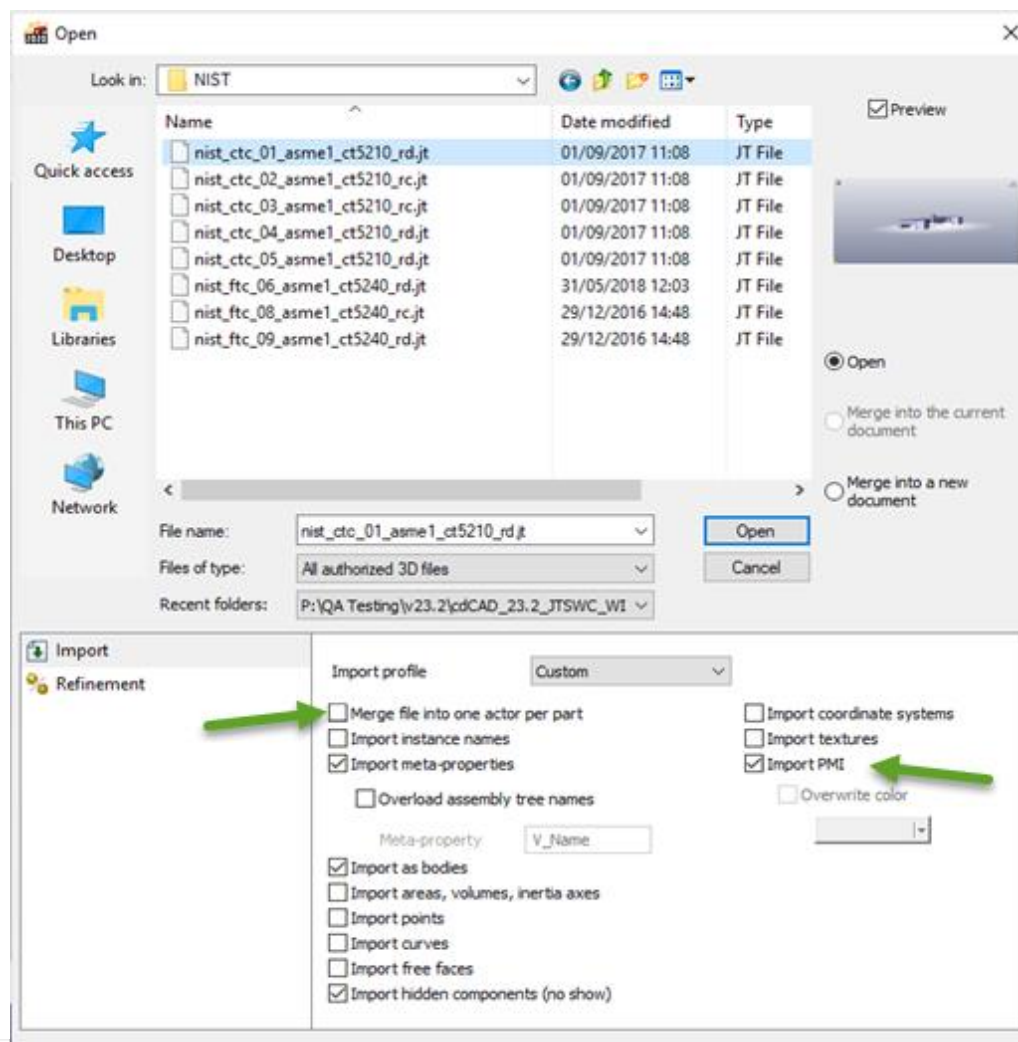 Open
Look in: NIST
Preview
Name Date modified Type
nist_ctc_01_asme1_ct5210_rd.jt 01/09/2017 11:08 JT File
nist_ctc_02_asme1_ct5210_rc.jt 01/09/2017 11:08 JT File
nist_ctc_03_asme1_ct5210_rc.jt 01/09/2017 11:08 JT File
nist_ctc_04_asme1_ct5210_rd.jt 01/09/2017 11:08 JT File
nist_ctc_05_asme1_ct5210_rd.jt 01/09/2017 11:08 JT File
nist_ftc_06_asme1_ct5240_rd.jt 31/05/2018 12:03 JT File
nist_ftc_08_asme1_ct5240_rc.jt 29/12/2016 14:48 JT File
nist_ftc_09_asme1_ct5240_rd.jt 29/12/2016 14:48 JT File
Quick access
Desktop
Libraries
This PC
Network
Open
Merge into the current
document
Merge into a new
document
File name: nist_ctc_01_asme1_ct5210_rd.jt Open
Files of type: All authorized 3D files Cancel
Recent folders: P:\QA Testing\v23.2\cdCAD_23.2_JTSWC_WI
Import
Refinement
Import profile Custom
Merge file into one actor per part
Import instance names
Import meta-properties
Overload assembly tree names
Meta-property V_Name
Import as bodies
Import areas, volumes, inertia axes
Import points
Import curves
Import free faces
Import hidden components (no show)
Import coordinate systems
Import textures
Import PMI
Overwrite color